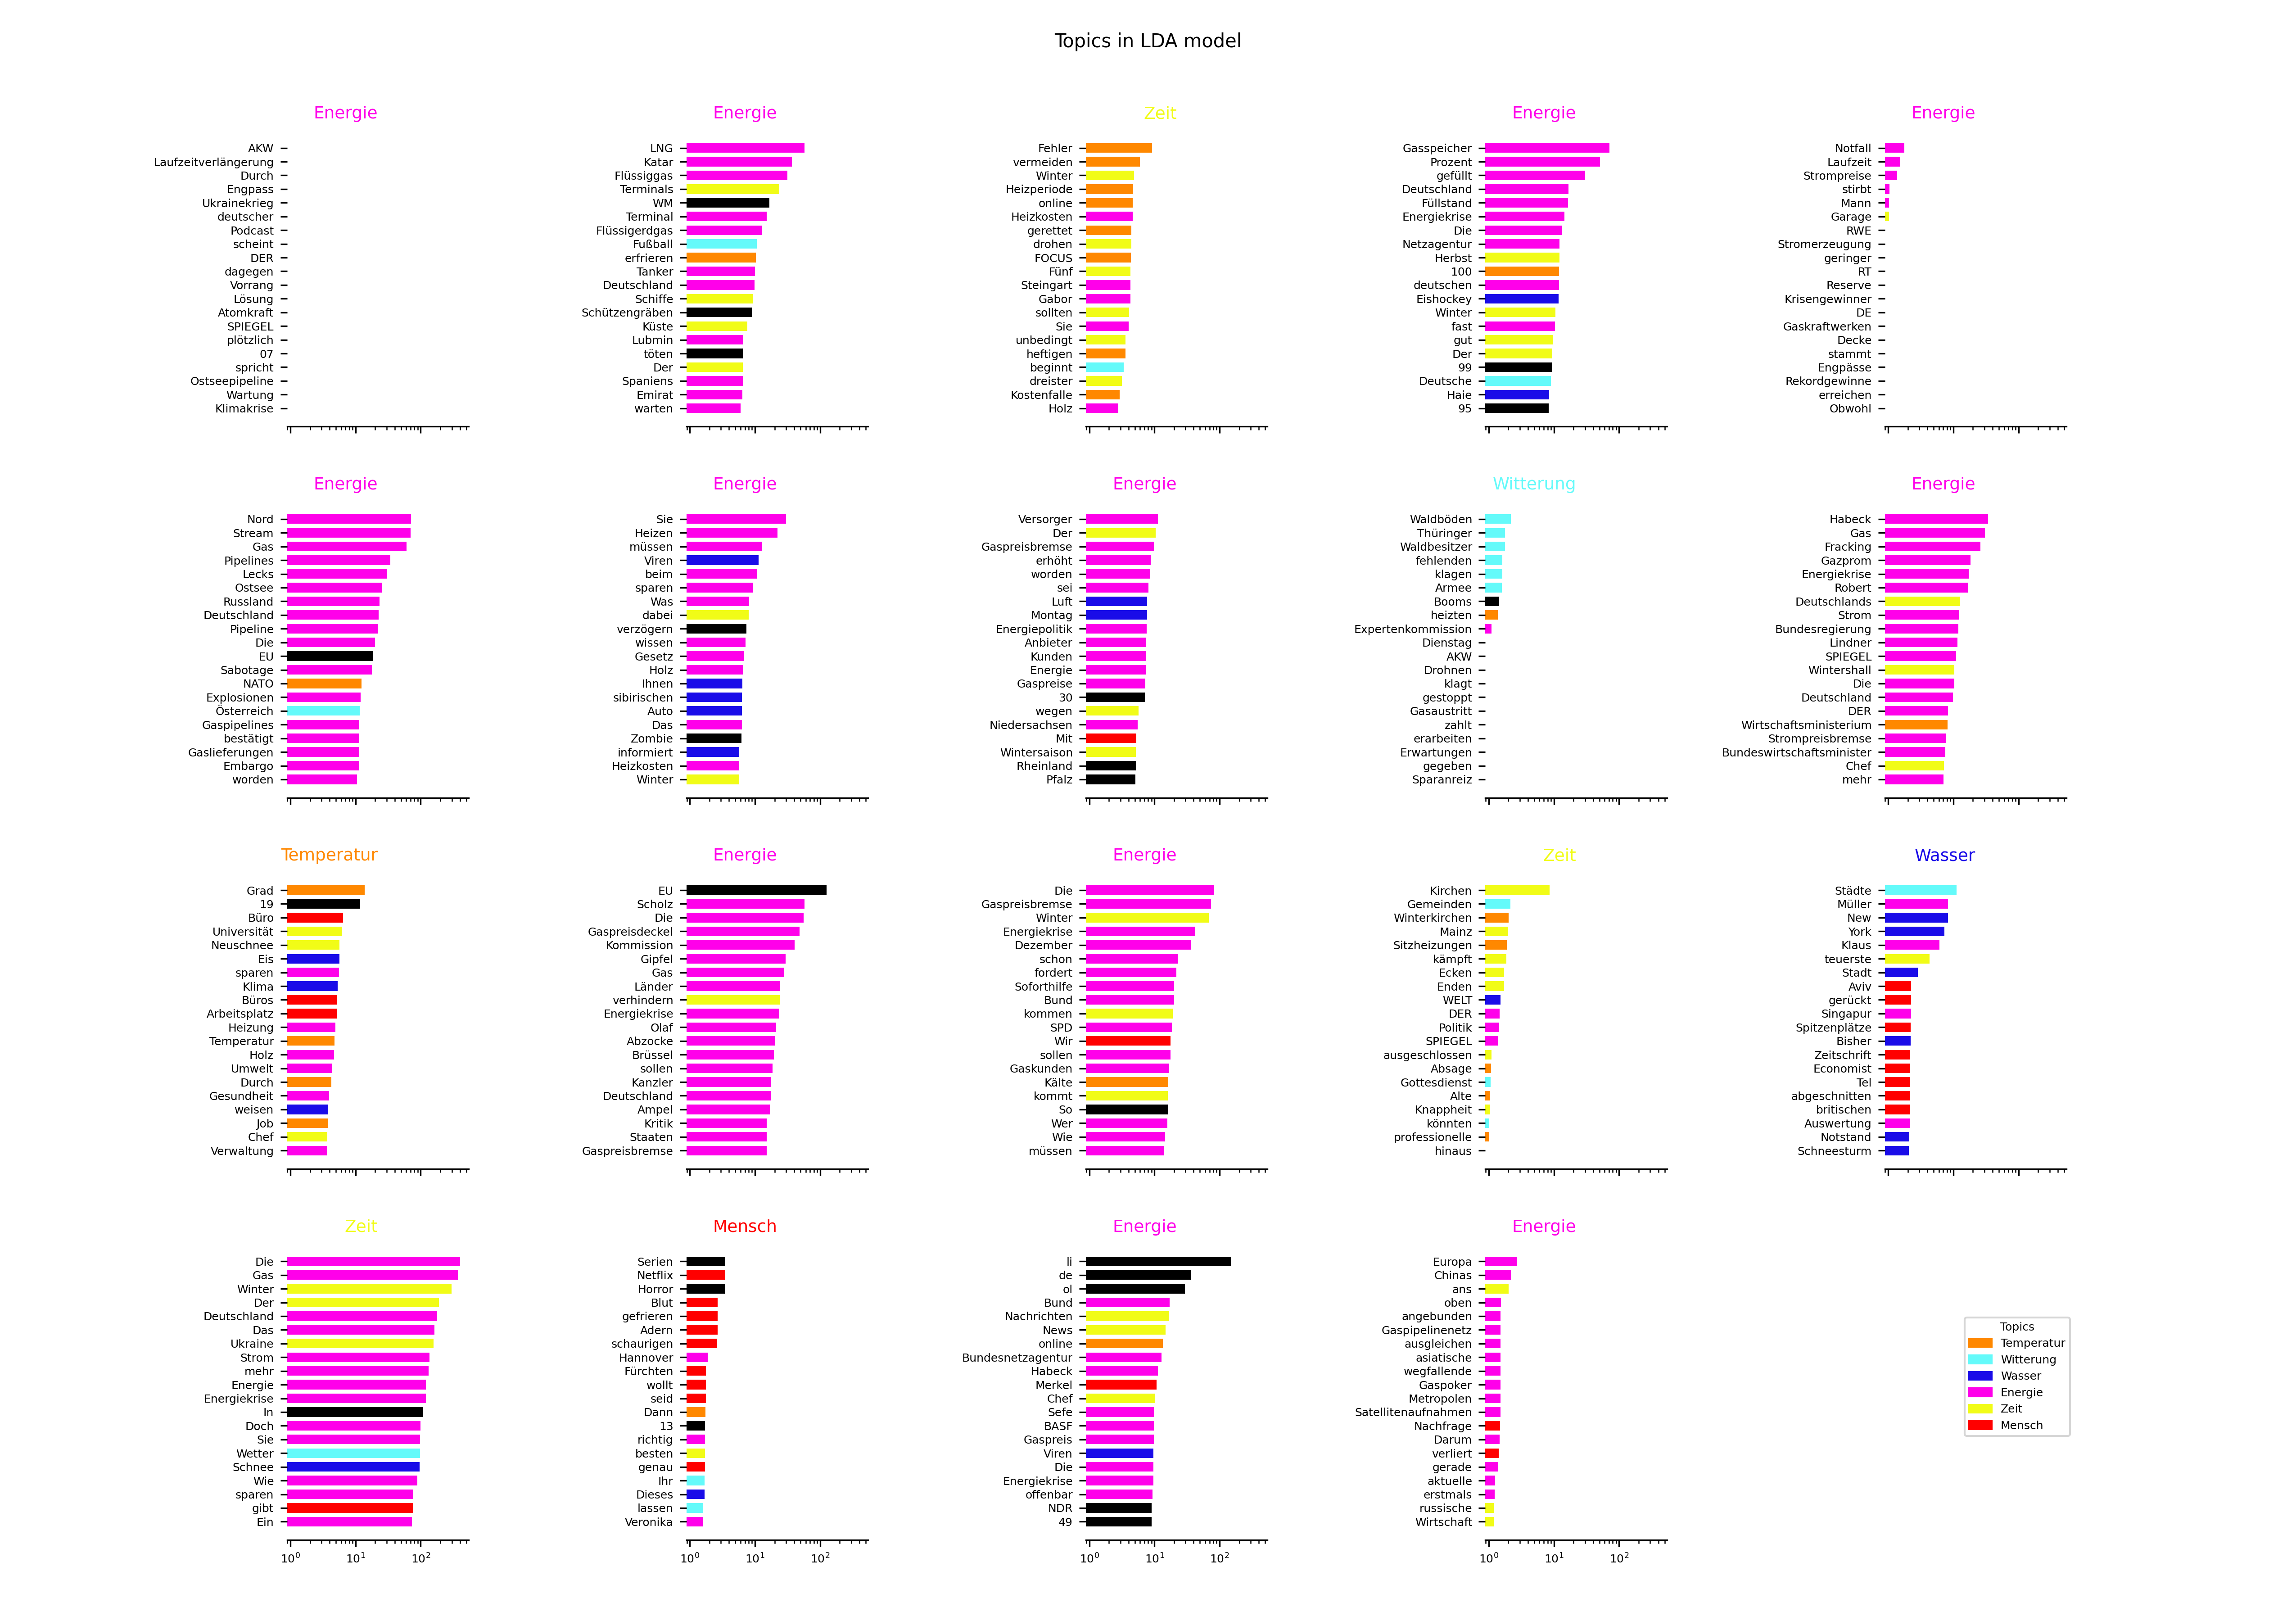 Topics in LDA model
Energie
AKW
Laufzeitverlängerung
Durch
Engpass
Ukrainekrieg
deutscher
Podcast
scheint
DER
dagegen
Vorrang
Lösung
Atomkraft
SPIEGEL
plötzlich
07
spricht
Ostseepipeline
Wartung
Klimakrise
Energie
LNG
Katar
Flüssiggas
Terminals
WM
Terminal
Flüssigerdgas
Fußball
erfrieren
Tanker
Deutschland
Schiffe
Schützengräben
Küste
Lubmin
töten
Der
Spaniens
Emirat
warten
Zeit
Fehler
vermeiden
Winter
Heizperiode
online
Heizkosten
gerettet
drohen
FOCUS
Fünf
Steingart
Gabor
sollten
Sie
unbedingt
heftigen
beginnt
dreister
Kostenfalle
Holz
Energie
Gasspeicher
Prozent
gefüllt
Deutschland
Füllstand
Energiekrise
Die
Netzagentur
Herbst
100
deutschen
Eishockey
Winter
fast
gut
Der
99
Deutsche
Haie
95
Energie
Notfall
Laufzeit
Strompreise
stirbt
Mann
Garage
RWE
Stromerzeugung
geringer
RT
Reserve
Krisengewinner
DE
Gaskraftwerken
Decke
stammt
Engpässe
Rekordgewinne
erreichen
Obwohl
Energie
Nord
Stream
Gas
Pipelines
Lecks
Ostsee
Russland
Deutschland
Pipeline
Die
EU
Sabotage
NATO
Explosionen
Österreich
Gaspipelines
bestätigt
Gaslieferungen
Embargo
worden
Energie
Sie
Heizen
müssen
Viren
beim
sparen
Was
dabei
verzögern
wissen
Gesetz
Holz
Ihnen
sibirischen
Auto
Das
Zombie
informiert
Heizkosten
Winter
Energie
Versorger
Der
Gaspreisbremse
erhöht
worden
sei
Luft
Montag
Energiepolitik
Anbieter
Kunden
Energie
Gaspreise
30
wegen
Niedersachsen
Mit
Wintersaison
Rheinland
Pfalz
Witterung
Waldböden
Thüringer
Waldbesitzer
fehlenden
klagen
Armee
Booms
heizten
Expertenkommission
Dienstag
AKW
Drohnen
klagt
gestoppt
Gasaustritt
zahlt
erarbeiten
Erwartungen
gegeben
Sparanreiz
Energie
Habeck
Gas
Fracking
Gazprom
Energiekrise
Robert
Deutschlands
Strom
Bundesregierung
Lindner
SPIEGEL
Wintershall
Die
Deutschland
DER
Wirtschaftsministerium
Strompreisbremse
Bundeswirtschaftsminister
Chef
mehr
Temperatur
Grad
19
Büro
Universität
Neuschnee
Eis
sparen
Klima
Büros
Arbeitsplatz
Heizung
Temperatur
Holz
Umwelt
Durch
Gesundheit
weisen
Job
Chef
Verwaltung
Energie
EU
Scholz
Die
Gaspreisdeckel
Kommission
Gipfel
Gas
Länder
verhindern
Energiekrise
Olaf
Abzocke
Brüssel
sollen
Kanzler
Deutschland
Ampel
Kritik
Staaten
Gaspreisbremse
Energie
Die
Gaspreisbremse
Winter
Energiekrise
Dezember
schon
fordert
Soforthilfe
Bund
kommen
SPD
Wir
sollen
Gaskunden
Kälte
kommt
So
Wer
Wie
müssen
Zeit
Kirchen
Gemeinden
Winterkirchen
Mainz
Sitzheizungen
kämpft
Ecken
Enden
WELT
DER
Politik
SPIEGEL
ausgeschlossen
Absage
Gottesdienst
Alte
Knappheit
könnten
professionelle
hinaus
Wasser
Städte
Müller
New
York
Klaus
teuerste
Stadt
Aviv
gerückt
Singapur
Spitzenplätze
Bisher
Zeitschrift
Economist
Tel
abgeschnitten
britischen
Auswertung
Notstand
Schneesturm
Zeit
Die
Gas
Winter
Der
Deutschland
Das
Ukraine
Strom
mehr
Energie
Energiekrise
In
Doch
Sie
Wetter
Schnee
Wie
sparen
gibt
Ein
10⁰ 10¹ 10²
Mensch
Serien
Netflix
Horror
Blut
gefrieren
Adern
schaurigen
Hannover
Fürchten
wollt
seid
Dann
13
richtig
besten
genau
Ihr
Dieses
lassen
Veronika
10⁰ 10¹ 10²
Energie
li
de
ol
Bund
Nachrichten
News
online
Bundesnetzagentur
Habeck
Merkel
Chef
Sefe
BASF
Gaspreis
Viren
Die
Energiekrise
offenbar
NDR
49
10⁰ 10¹ 10²
Energie
Europa
Chinas
ans
oben
angebunden
Gaspipelinenetz
ausgleichen
asiatische
wegfallende
Gaspoker
Metropolen
Satellitenaufnahmen
Nachfrage
Darum
verliert
gerade
aktuelle
erstmals
russische
Wirtschaft
10⁰ 10¹ 10²
Topics
Temperatur
Witterung
Wasser
Energie
Zeit
Mensch